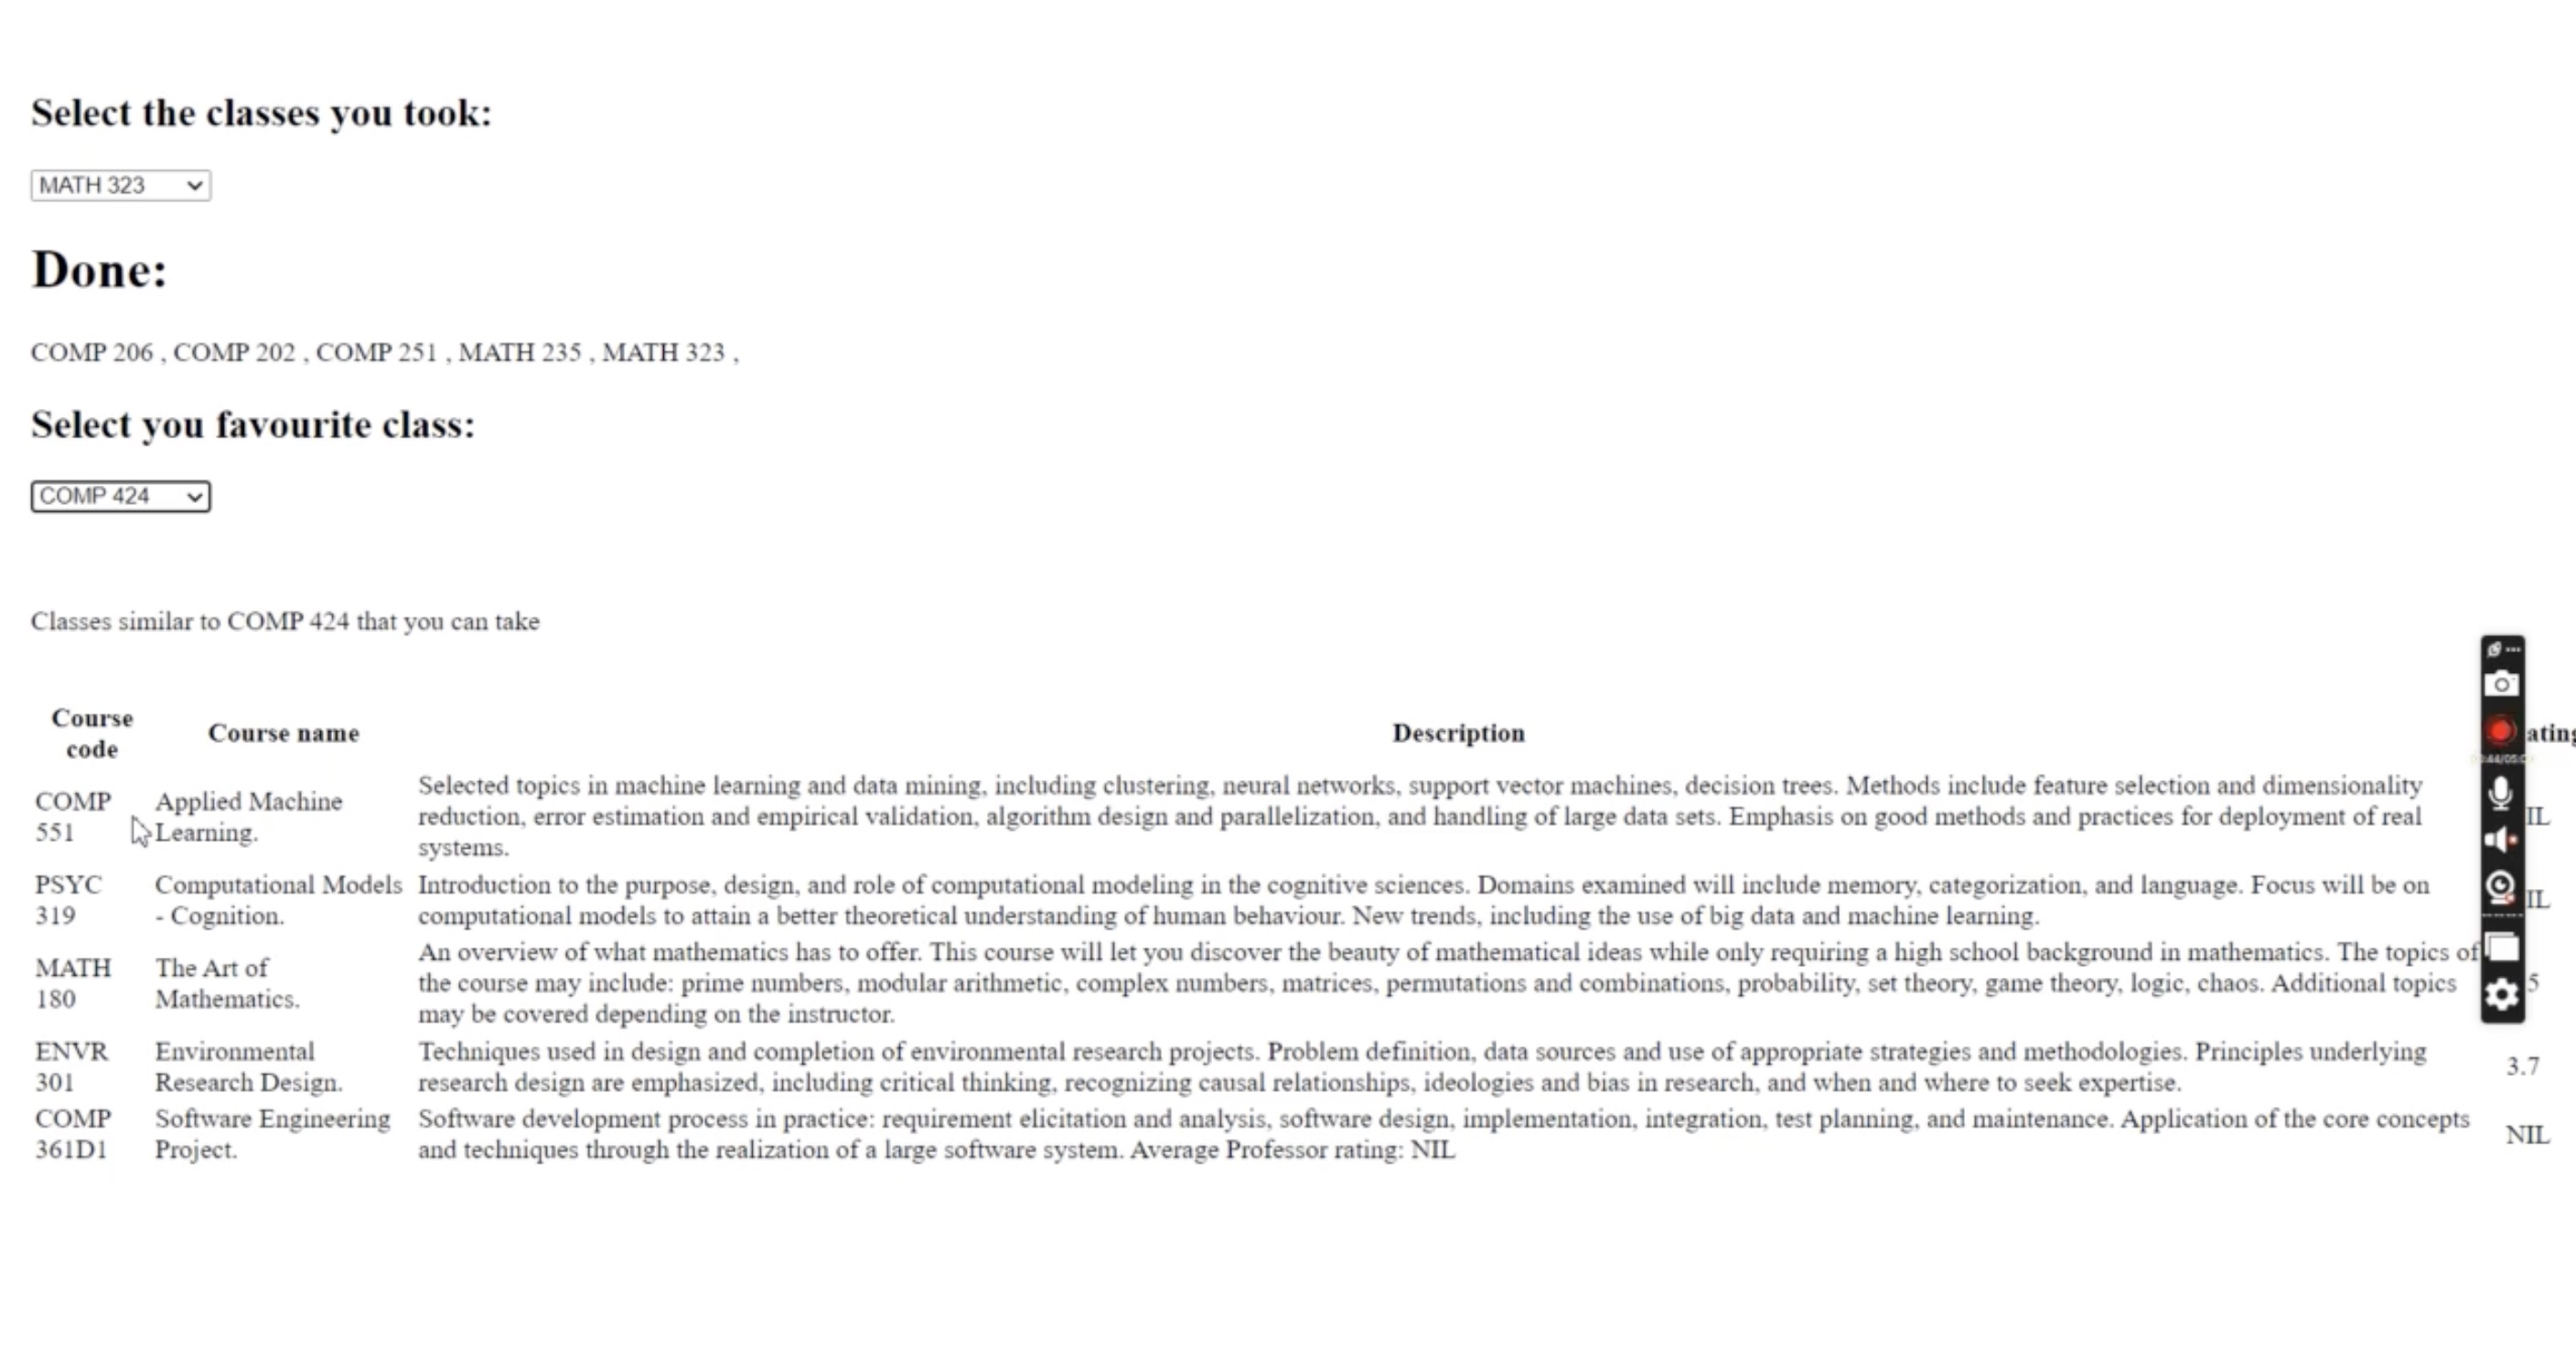 Select the classes you took:
MATH 323
Done:
COMP 206 , COMP 202 , COMP 251 , MATH 235 , MATH 323 ,
Select you favourite class:
COMP 424
Classes similar to COMP 424 that you can take
Course
code
Course name
Description
ating
COMP
551
Applied Machine
Learning.
Selected topics in machine learning and data mining, including clustering, neural networks, support vector machines, decision trees. Methods include feature selection and dimensionality
reduction, error estimation and empirical validation, algorithm design and parallelization, and handling of large data sets. Emphasis on good methods and practices for deployment of real
systems.
IL
PSYC
319
Computational Models
- Cognition.
Introduction to the purpose, design, and role of computational modeling in the cognitive sciences. Domains examined will include memory, categorization, and language. Focus will be on
computational models to attain a better theoretical understanding of human behaviour. New trends, including the use of big data and machine learning.
IL
MATH
180
The Art of
Mathematics.
An overview of what mathematics has to offer. This course will let you discover the beauty of mathematical ideas while only requiring a high school background in mathematics. The topics of
the course may include: prime numbers, modular arithmetic, complex numbers, matrices, permutations and combinations, probability, set theory, game theory, logic, chaos. Additional topics
may be covered depending on the instructor.
5
ENVR
301
Environmental
Research Design.
Techniques used in design and completion of environmental research projects. Problem definition, data sources and use of appropriate strategies and methodologies. Principles underlying
research design are emphasized, including critical thinking, recognizing causal relationships, ideologies and bias in research, and when and where to seek expertise.
3.7
COMP
361D1
Software Engineering
Project.
Software development process in practice: requirement elicitation and analysis, software design, implementation, integration, test planning, and maintenance. Application of the core concepts
and techniques through the realization of a large software system. Average Professor rating: NIL
NIL